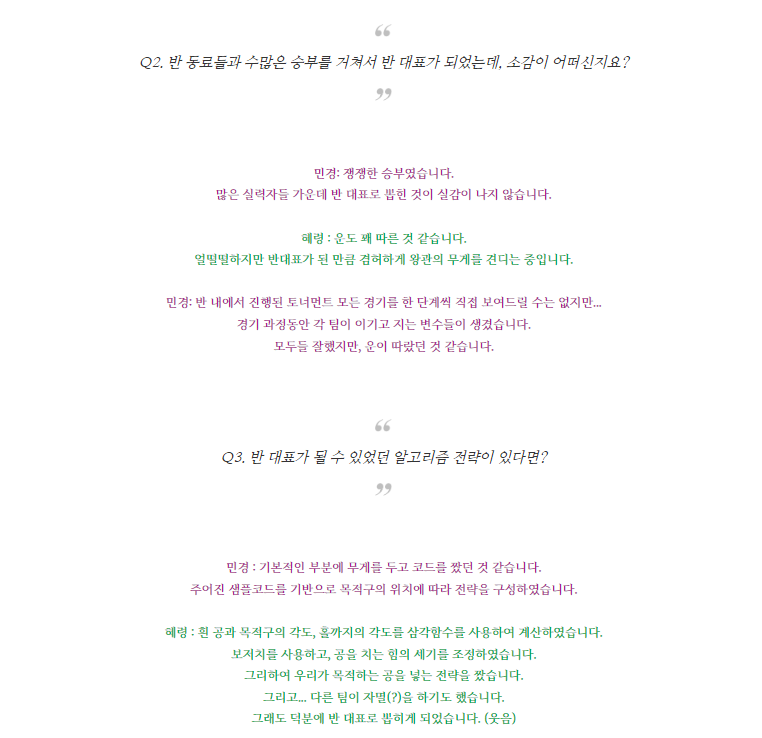 “
Q2. 반 동료들과 수많은 승부를 거쳐서 반 대표가 되었는데, 소감이 어떠신지요?
”
민경: 쟁쟁한 승부였습니다.
많은 실력자들 가운데 반 대표로 뽑힌 것이 실감이 나지 않습니다.
해령 : 운도 꽤 따른 것 같습니다.
얼떨떨하지만 반대표가 된 만큼 겸허하게 왕관의 무게를 견디는 중입니다.
민경: 반 내에서 진행된 토너먼트 모든 경기를 한 단계씩 직접 보여드릴 수는 없지만...
경기 과정동안 각 팀이 이기고 지는 변수들이 생겼습니다.
모두들 잘했지만, 운이 따랐던 것 같습니다.
“
Q3. 반 대표가 될 수 있었던 알고리즘 전략이 있다면?
”
민경 : 기본적인 부분에 무게를 두고 코드를 짰던 것 같습니다.
주어진 샘플코드를 기반으로 목적구의 위치에 따라 전략을 구성하였습니다.
해령 : 흰 공과 목적구의 각도, 홀까지의 각도를 삼각함수를 사용하여 계산하였습니다.
보지치를 사용하고, 공을 치는 힘의 세기를 조정하였습니다.
그리하여 우리가 목적하는 공을 넣는 전략을 짰습니다.
그리고... 다른 팀이 자멸(?)을 하기도 했습니다.
그래도 덕분에 반 대표로 뽑히게 되었습니다. (웃음)